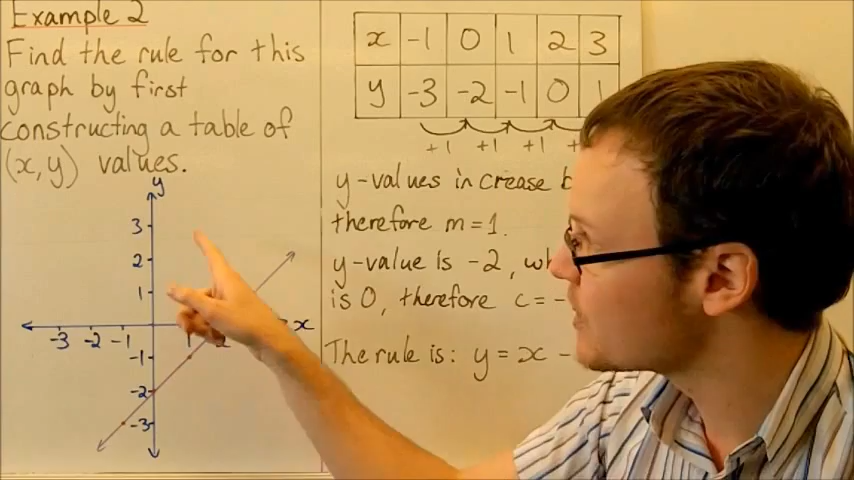 Example 2
Find the rule for this
graph by first
constructing a table of
(x, y) values.
y
3
2
1
-3 -2 -1 1 2 x
-1
-2
-3
x -1 0 1 2 3
y -3 -2 -1 0 1
+1 +1 +1
y-values increase
therefore m=1.
y-value is -2,
is 0, therefore c = -
The rule is: y = x -